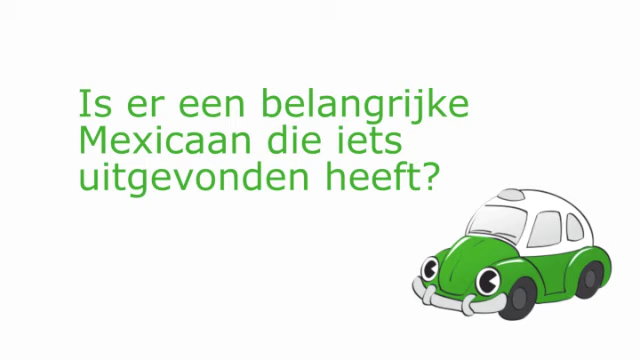 Is er een belangrijke
Mexicaan die iets
uitgevonden heeft?